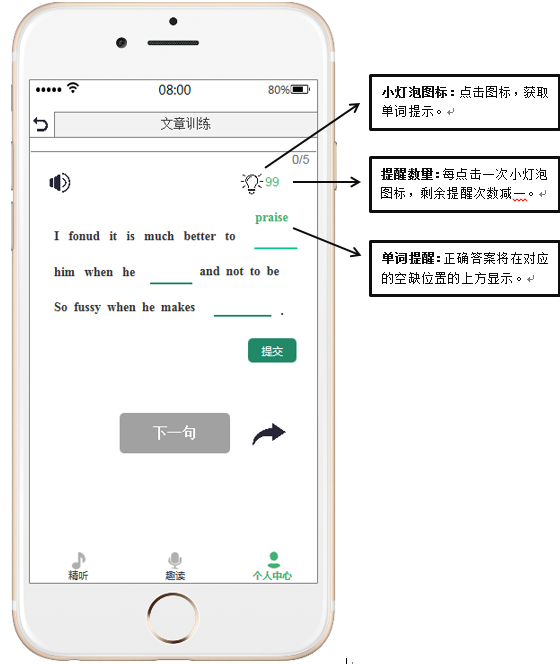 08:00
80%
文章训练
0/5
99
praise
I fonud it is much better to
him when he and not to be
So fussy when he makes .
提交
下一句
精听
趣读
个人中心
小灯泡图标：点击图标，获取
单词提示。
提醒数量：每点击一次小灯泡
图标，剩余提醒次数减一。
单词提醒：正确答案将在对应
的空缺位置的上方显示。